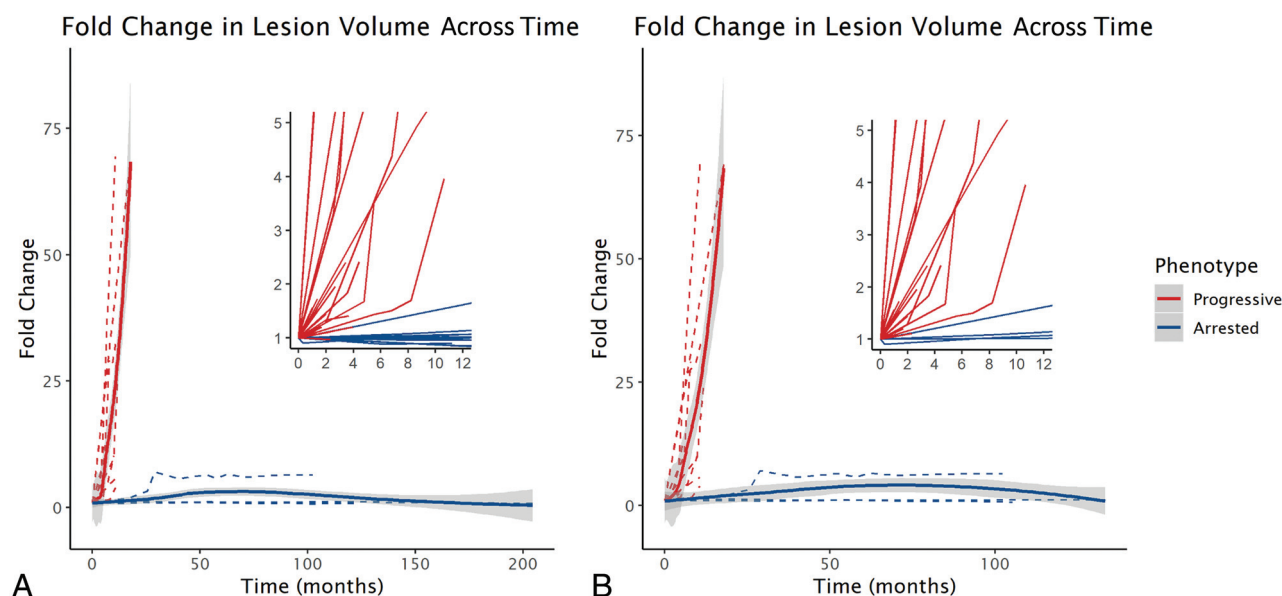 Fold Change in Lesion Volume Across Time
Fold Change
75
50
25
0
0 50 100 150 200
Time (months)
5
4
3
2
1
0 2 4 6 8 10 12
A
Fold Change in Lesion Volume Across Time
Fold Change
75
50
25
0
0 50 100
Time (months)
5
4
3
2
1
0 2 4 6 8 10 12
B
Phenotype
Progressive
Arrested